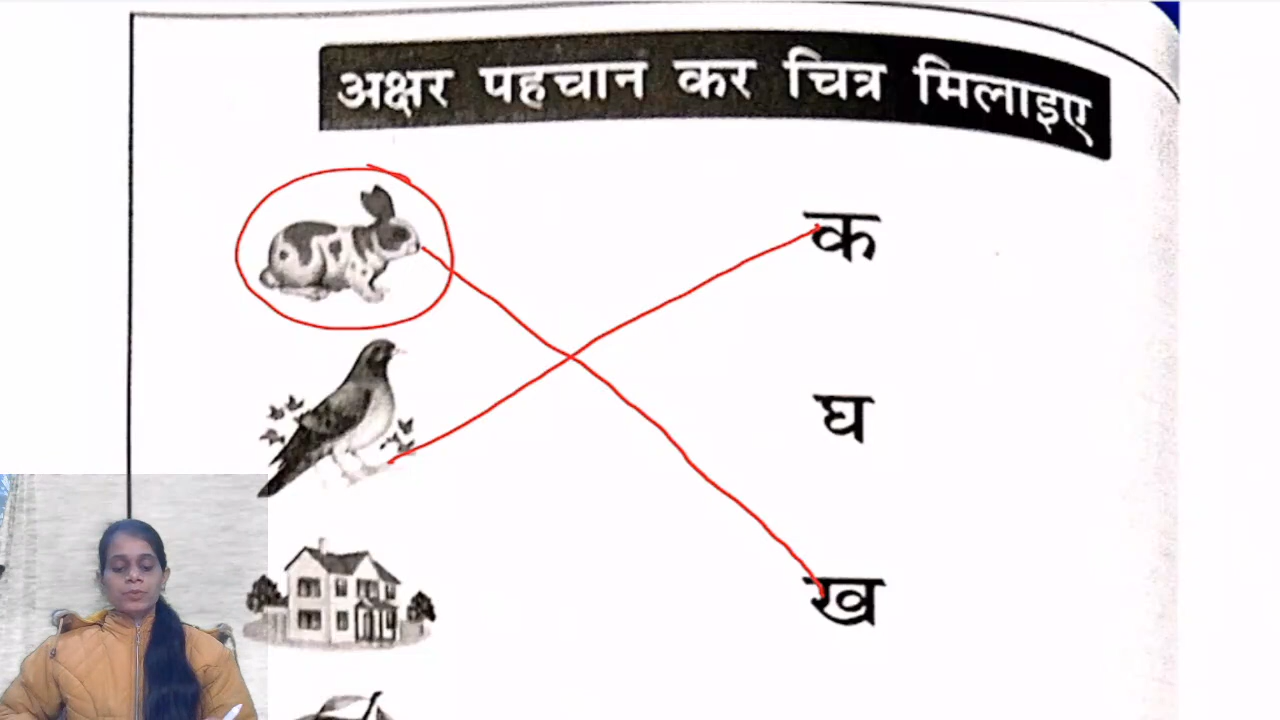 अक्षर पहचान कर चित्र मिलाइए
क
घ
ख